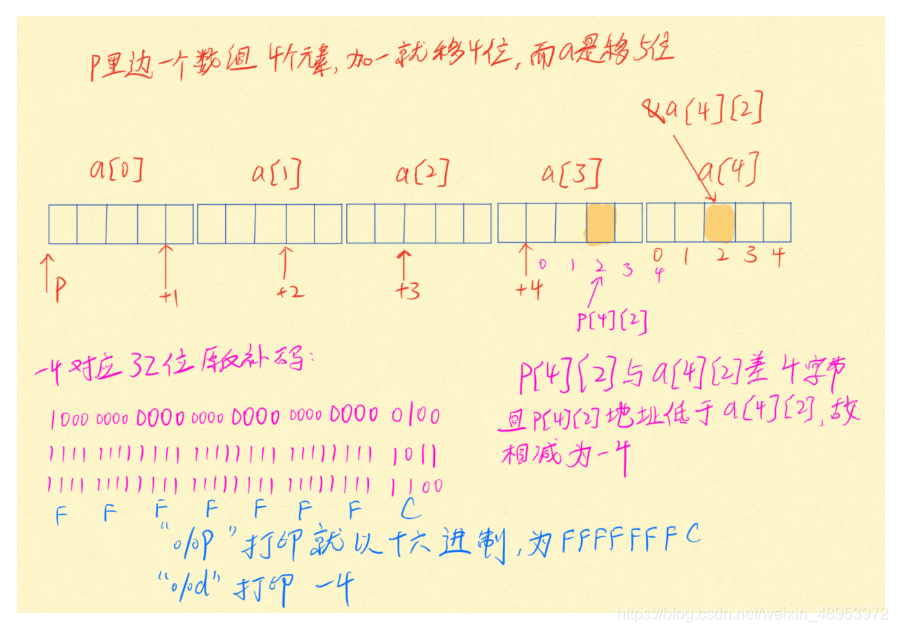 P里边一个数组4个元素,加一就移4位,而a是移5位
&a[4][2]
a[0] a[1] a[2] a[3] a[4]
P +1 +2 +3 +4
0 1 2 3 4
0 1 2 3 4
P[4][2]
-4对应32位原反补码:
1000 0000 0000 0000 0000 0000 0000 0100
1111 1111 1111 1111 1111 1111 1111 1011
1111 1111 1111 1111 1111 1111 1111 1100
F F F F F F F C
P[4][2]与a[4][2]差4字节
且P[4][2]地址低于a[4][2],故
相减为-4
"%P"打印就以十六进制,为FFFFFFFC
"%d"打印-4
https://blog.csdn.net/weixin_48953972